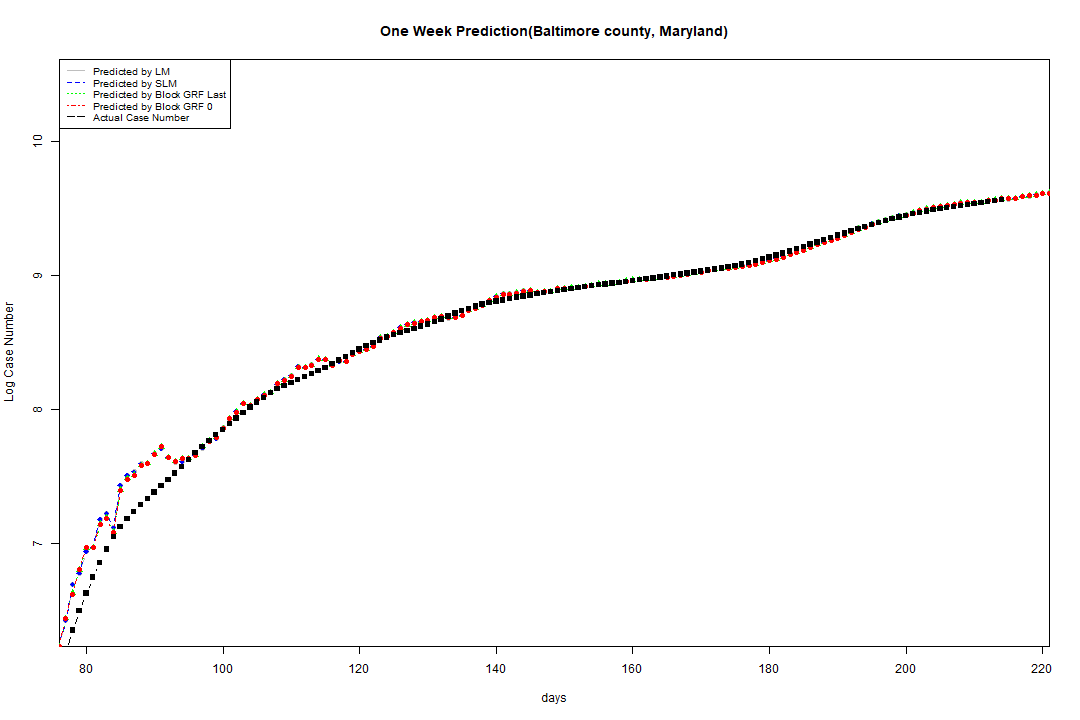 One Week Prediction(Baltimore county, Maryland)
Predicted by LM
Predicted by SLM
Predicted by Block GRF Last
Predicted by Block GRF 0
Actual Case Number
10
9
8
7
Log Case Number
80 100 120 140 160 180 200 220
days